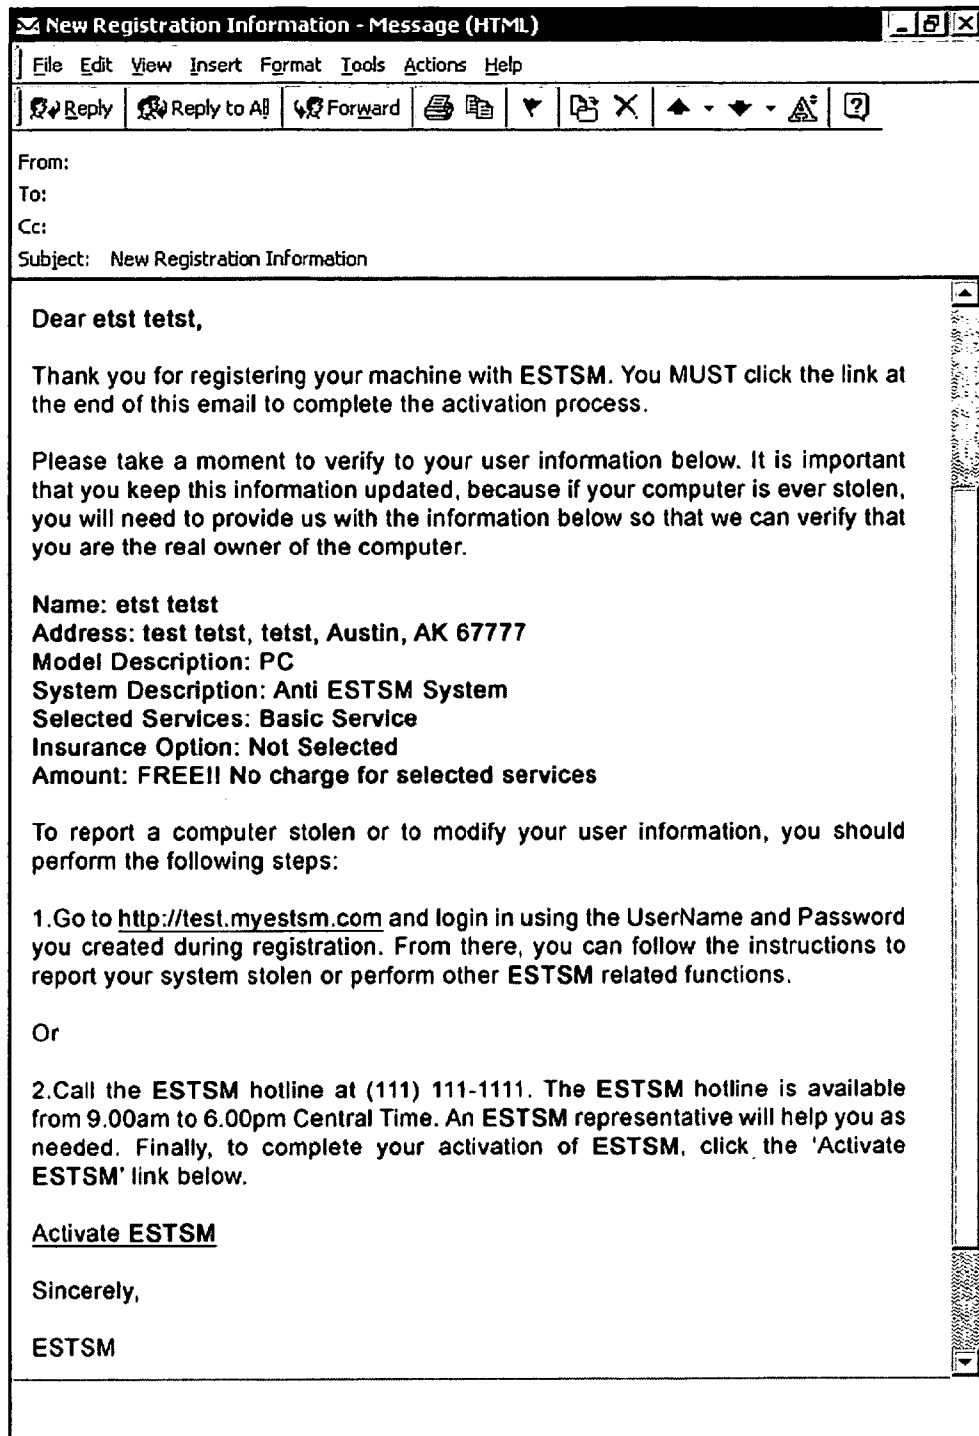 New Registration Information - Message (HTML)
File Edit View Insert Format Tools Actions Help
Reply Reply to All Forward
From:
To:
Cc:
Subject: New Registration Information
Dear etst tetst,
Thank you for registering your machine with ESTSM. You MUST click the link at
the end of this email to complete the activation process.
Please take a moment to verify to your user information below. It is important
that you keep this information updated, because if your computer is ever stolen,
you will need to provide us with the information below so that we can verify that
you are the real owner of the computer.
Name: etst tetst
Address: test tetst, tetst, Austin, AK 67777
Model Description: PC
System Description: Anti ESTSM System
Selected Services: Basic Service
Insurance Option: Not Selected
Amount: FREE!! No charge for selected services
To report a computer stolen or to modify your user information, you should
perform the following steps:
1.Go to http://test.myestsm.com and login in using the UserName and Password
you created during registration. From there, you can follow the instructions to
report your system stolen or perform other ESTSM related functions.
Or
2.Call the ESTSM hotline at (111) 111-1111. The ESTSM hotline is available
from 9.00am to 6.00pm Central Time. An ESTSM representative will help you as
needed. Finally, to complete your activation of ESTSM, click the 'Activate
ESTSM' link below.
Activate ESTSM
Sincerely,
ESTSM